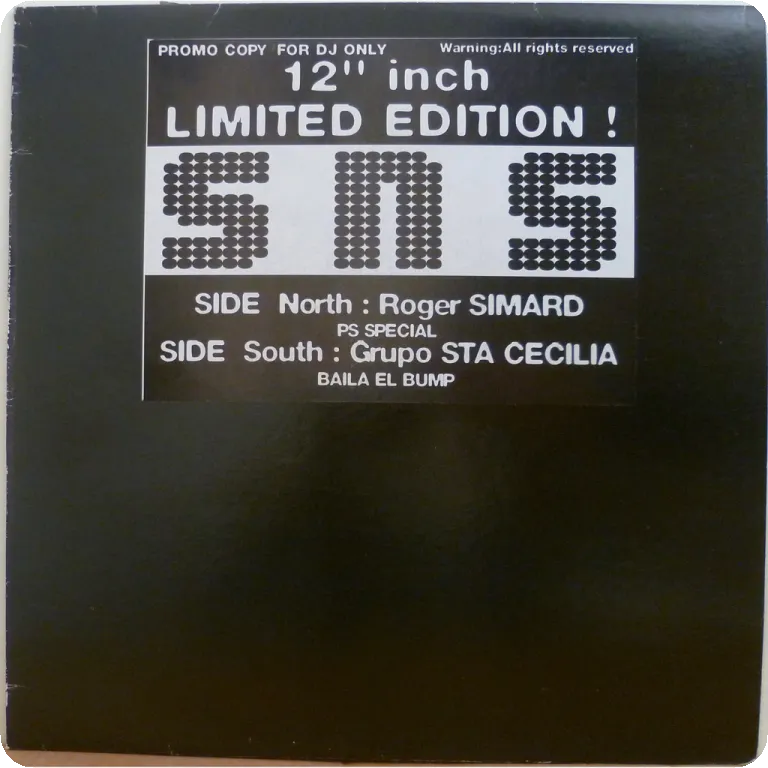 PROMO COPY FOR DJ ONLY Warning:All rights reserved
12" inch
LIMITED EDITION !
sns
SIDE North : Roger SIMARD
PS SPECIAL
SIDE South : Grupo STA CECILIA
BAILA EL BUMP